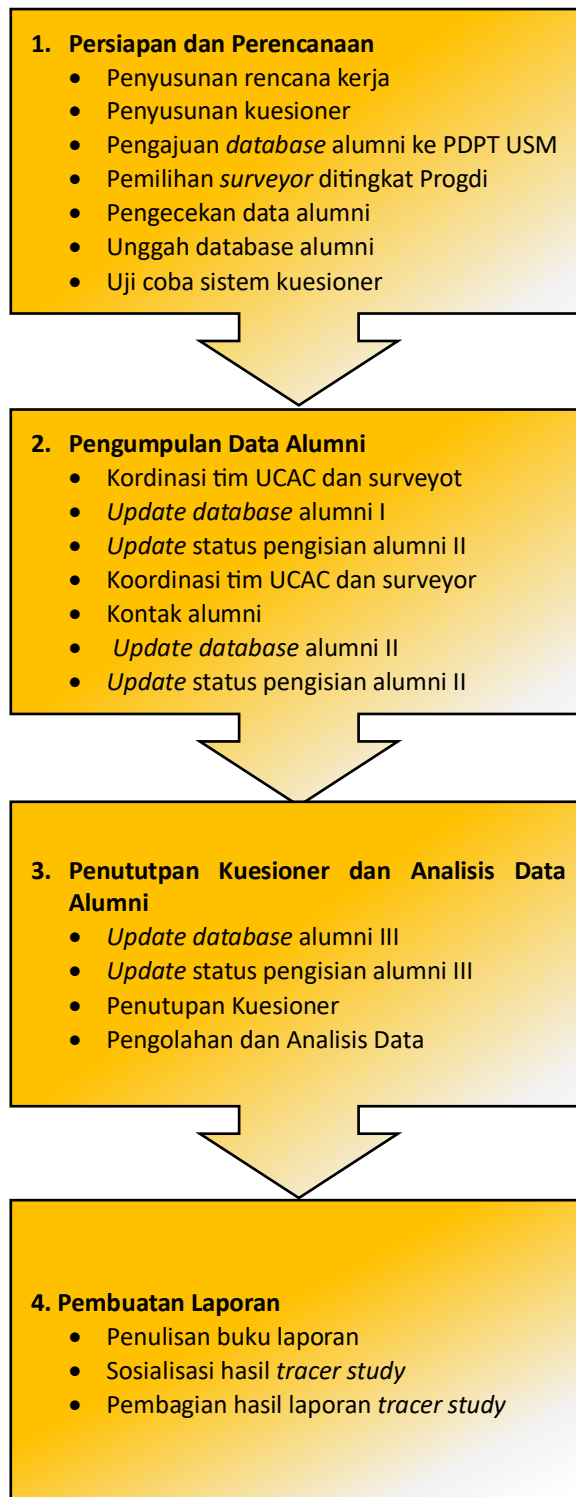 1. Persiapan dan Perencanaan
• Penyusunan rencana kerja
• Penyusunan kuesioner
• Pengajuan database alumni ke PDPT USM
• Pemilihan surveyor ditingkat Progdi
• Pengecekan data alumni
• Unggah database alumni
• Uji coba sistem kuesioner
2. Pengumpulan Data Alumni
• Kordinasi tim UCAC dan surveyot
• Update database alumni I
• Update status pengisian alumni II
• Koordinasi tim UCAC dan surveyor
• Kontak alumni
• Update database alumni II
• Update status pengisian alumni II
3. Penututpan Kuesioner dan Analisis Data
Alumni
• Update database alumni III
• Update status pengisian alumni III
• Penutupan Kuesioner
• Pengolahan dan Analisis Data
4. Pembuatan Laporan
• Penulisan buku laporan
• Sosialisasi hasil tracer study
• Pembagian hasil laporan tracer study